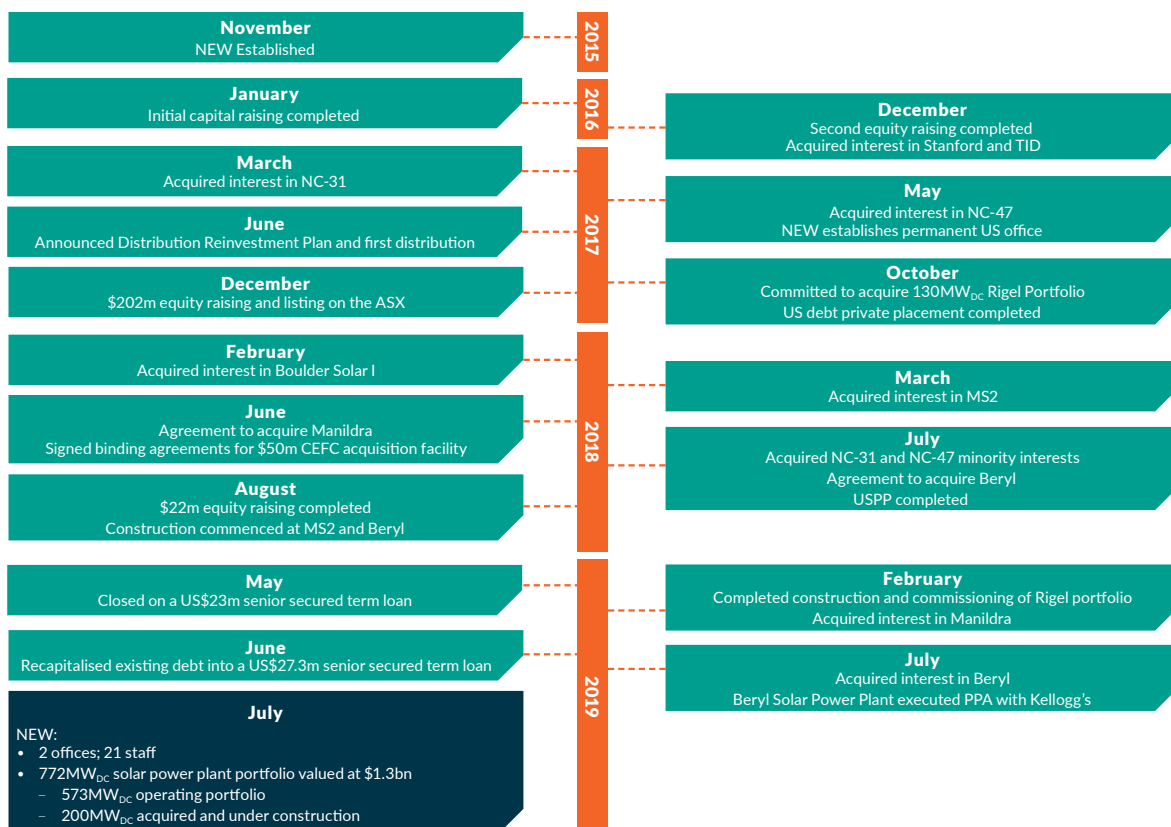 2015
November
NEW Established
2016
January
Initial capital raising completed
December
Second equity raising completed
Acquired interest in Stanford and TID
2017
March
Acquired interest in NC-31
May
Acquired interest in NC-47
NEW establishes permanent US office
June
Announced Distribution Reinvestment Plan and first distribution
October
Committed to acquire 130MWDC Rigel Portfolio
US debt private placement completed
December
$202m equity raising and listing on the ASX
2018
February
Acquired interest in Boulder Solar I
March
Acquired interest in MS2
June
Agreement to acquire Manildra
Signed binding agreements for $50m CEFC acquisition facility
July
Acquired NC-31 and NC-47 minority interests
Agreement to acquire Beryl
USPP completed
August
$22m equity raising completed
Construction commenced at MS2 and Beryl
2019
February
Completed construction and commissioning of Rigel portfolio
Acquired interest in Manildra
May
Closed on a US$23m senior secured term loan
June
Recapitalised existing debt into a US$27.3m senior secured term loan
July
Acquired interest in Beryl
Beryl Solar Power Plant executed PPA with Kellogg's
July
NEW:
• 2 offices; 21 staff
• 772MWDC solar power plant portfolio valued at $1.3bn
– 573MWDC operating portfolio
– 200MWDC acquired and under construction